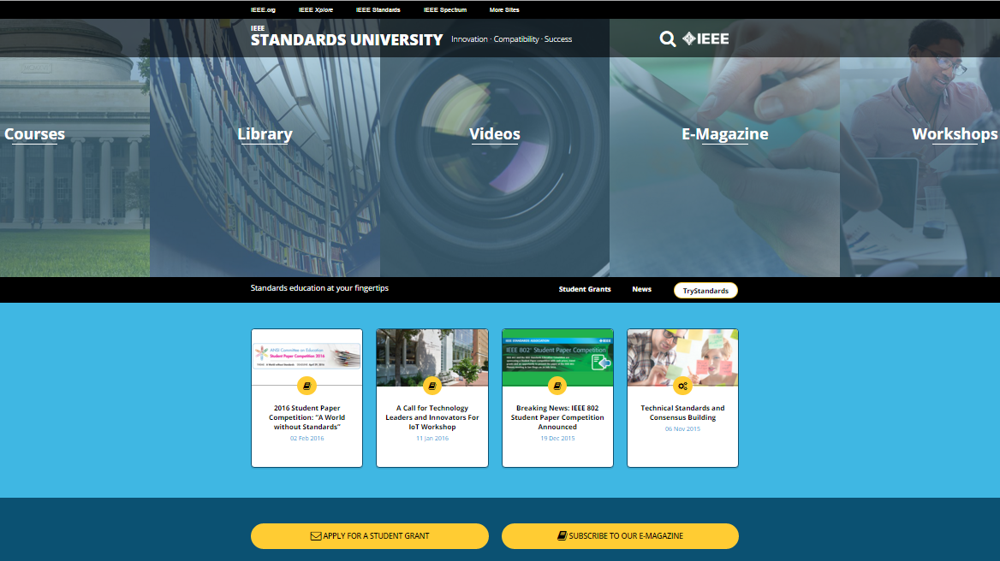 IEEE.org IEEE Xplore IEEE Standards IEEE Spectrum More Sites
IEEE
STANDARDS UNIVERSITY Innovation · Compatibility · Success IEEE
Courses Library Videos E-Magazine Workshops
Standards education at your fingertips Student Grants News TryStandards
ANSI Committee on Education
Student Paper Competition 2016
IEEE STANDARDS ASSOCIATION IEEE
IEEE 802 Student Paper Competition
2016 Student Paper
Competition: “A World
without Standards”
02 Feb 2016
A Call for Technology
Leaders and Innovators For
IoT Workshop
11 Jan 2016
Breaking News: IEEE 802
Student Paper Competition
Announced
19 Dec 2015
Technical Standards and
Consensus Building
06 Nov 2015
APPLY FOR A STUDENT GRANT SUBSCRIBE TO OUR E-MAGAZINE